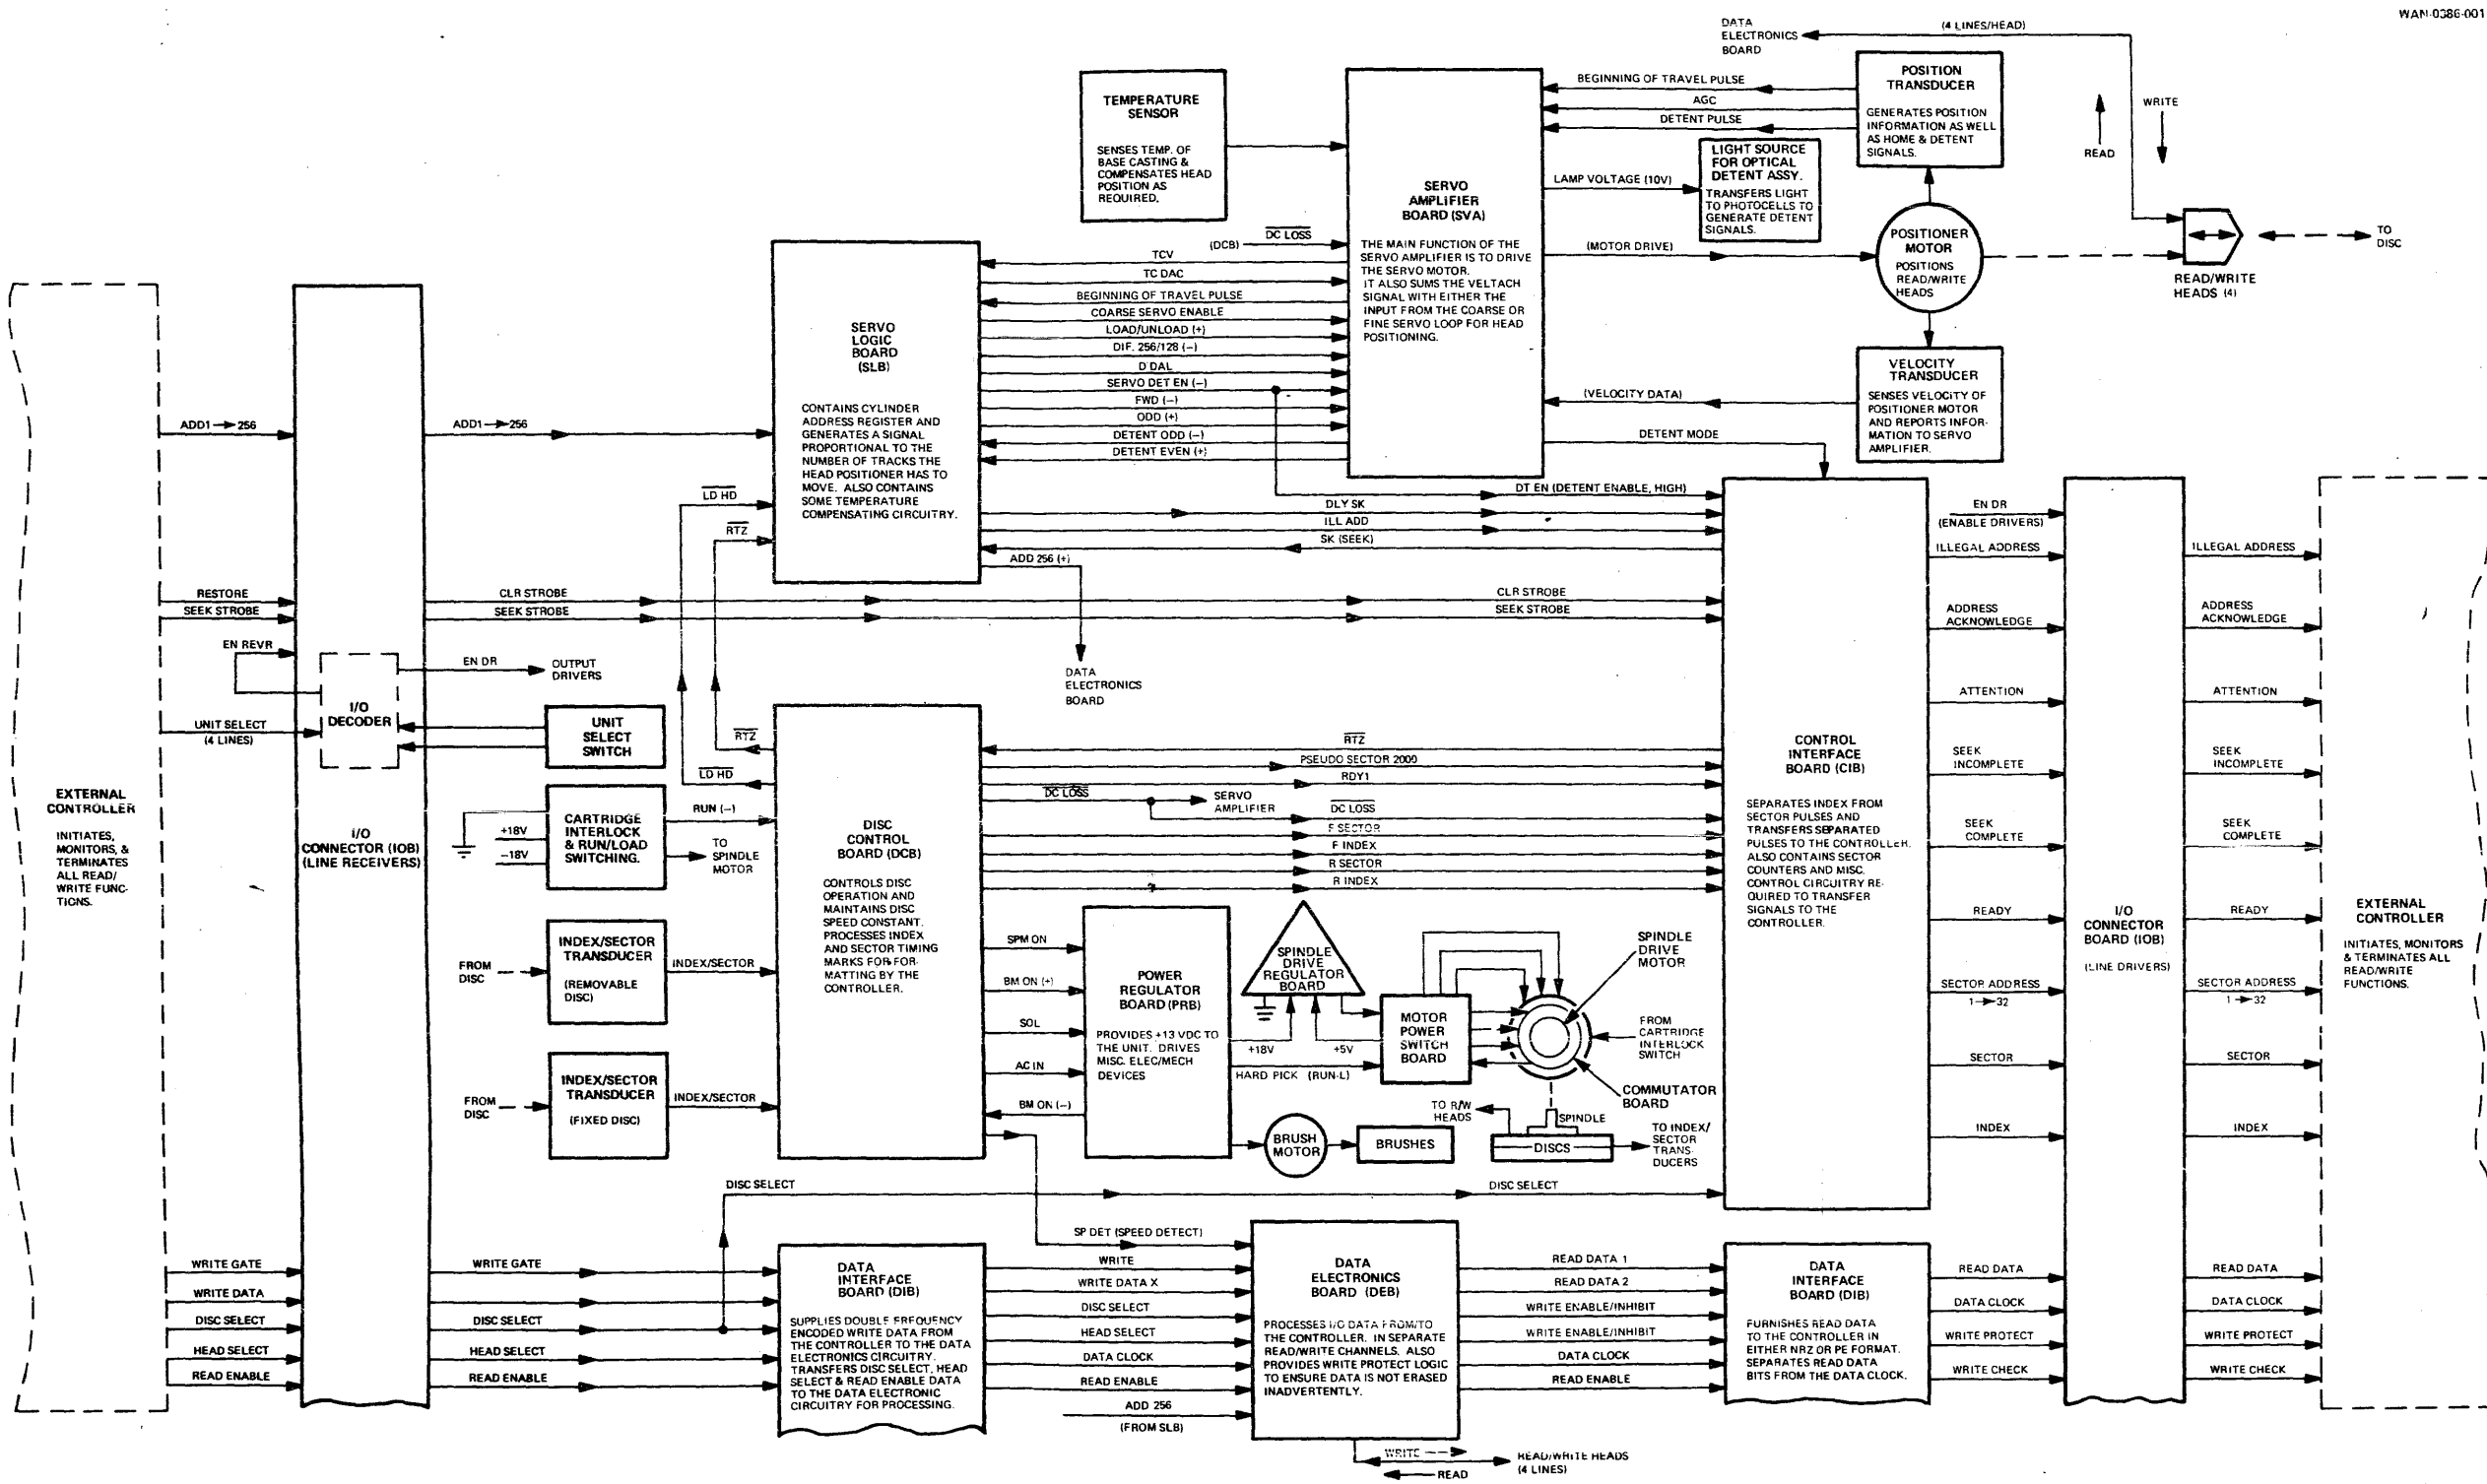 WAN-0386-001
DATA
ELECTRONICS
BOARD
(4 LINES/HEAD)
WRITE
READ
TEMPERATURE
SENSOR
SENSES TEMP. OF
BASE CASTING &
COMPENSATES HEAD
POSITION AS
REQUIRED.
SERVO
AMPLIFIER
BOARD (SVA)
THE MAIN FUNCTION OF THE
SERVO AMPLIFIER IS TO DRIVE
THE SERVO MOTOR.
IT ALSO SUMS THE VELTACH
SIGNAL WITH EITHER THE
INPUT FROM THE COARSE OR
FINE SERVO LOOP FOR HEAD
POSITIONING.
BEGINNING OF TRAVEL PULSE
AGC
DETENT PULSE
POSITION
TRANSDUCER
GENERATES POSITION
INFORMATION AS WELL
AS HOME & DETENT
SIGNALS.
LAMP VOLTAGE (10V)
LIGHT SOURCE
FOR OPTICAL
DETENT ASSY.
TRANSFERS LIGHT
TO PHOTOCELLS TO
GENERATE DETENT
SIGNALS.
(MOTOR DRIVE)
POSITIONER
MOTOR
POSITIONS
READ/WRITE
HEADS
READ/WRITE
HEADS (4)
TO
DISC
(VELOCITY DATA)
VELOCITY
TRANSDUCER
SENSES VELOCITY OF
POSITIONER MOTOR
AND REPORTS INFOR-
MATION TO SERVO
AMPLIFIER.
DETENT MODE
SERVO
LOGIC
BOARD
(SLB)
CONTAINS CYLINDER
ADDRESS REGISTER AND
GENERATES A SIGNAL
PROPORTIONAL TO THE
NUMBER OF TRACKS THE
HEAD POSITIONER HAS TO
MOVE. ALSO CONTAINS
SOME TEMPERATURE
COMPENSATING CIRCUITRY.
(DCB)
DC LOSS
TCV
TC DAC
BEGINNING OF TRAVEL PULSE
COARSE SERVO ENABLE
LOAD/UNLOAD (+)
DIF. 256/128 (–)
D DAL
SERVO DET EN (–)
FWD (–)
ODD (+)
DETENT ODD (–)
DETENT EVEN (+)
DT EN (DETENT ENABLE, HIGH)
DLY SK
ILL ADD
SK (SEEK)
ADD 256 (+)
DATA
ELECTRONICS
BOARD
LD HD
RTZ
EXTERNAL
CONTROLLER
INITIATES,
MONITORS, &
TERMINATES
ALL READ/
WRITE FUNC-
TIONS.
ADD1→256
RESTORE
SEEK STROBE
EN REVR
UNIT SELECT
(4 LINES)
WRITE GATE
WRITE DATA
DISC SELECT
HEAD SELECT
READ ENABLE
I/O
DECODER
I/O
CONNECTOR (IOB)
(LINE RECEIVERS)
ADD1→256
CLR STROBE
SEEK STROBE
CLR STROBE
SEEK STROBE
EN DR
OUTPUT
DRIVERS
UNIT
SELECT
SWITCH
+18V
–18V
CARTRIDGE
INTERLOCK
& RUN/LOAD
SWITCHING.
RUN (–)
TO
SPINDLE
MOTOR
FROM
DISC
INDEX/SECTOR
TRANSDUCER
(REMOVABLE
DISC)
INDEX/SECTOR
FROM
DISC
INDEX/SECTOR
TRANSDUCER
(FIXED DISC)
INDEX/SECTOR
RTZ
LD HD
DISC
CONTROL
BOARD (DCB)
CONTROLS DISC
OPERATION AND
MAINTAINS DISC
SPEED CONSTANT.
PROCESSES INDEX
AND SECTOR TIMING
MARKS FOR FOR-
MATTING BY THE
CONTROLLER.
RTZ
PSEUDO SECTOR 2000
RDY1
DC LOSS
SERVO
AMPLIFIER
DC LOSS
F SECTOR
F INDEX
R SECTOR
R INDEX
SPM ON
BM ON (+)
SOL
AC IN
BM ON (–)
POWER
REGULATOR
BOARD (PRB)
PROVIDES +13 VDC TO
THE UNIT. DRIVES
MISC. ELEC/MECH
DEVICES
SPINDLE
DRIVE
REGULATOR
BOARD
+18V
+5V
HARD PICK (RUN-L)
MOTOR
POWER
SWITCH
BOARD
SPINDLE
DRIVE
MOTOR
FROM
CARTRIDGE
INTERLOCK
SWITCH
COMMUTATOR
BOARD
BRUSH
MOTOR
BRUSHES
TO R/W
HEADS
SPINDLE
DISCS
TO INDEX/
SECTOR
TRANS-
DUCERS
CONTROL
INTERFACE
BOARD (CIB)
SEPARATES INDEX FROM
SECTOR PULSES AND
TRANSFERS SEPARATED
PULSES TO THE CONTROLLER.
ALSO CONTAINS SECTOR
COUNTERS AND MISC.
CONTROL CIRCUITRY RE-
QUIRED TO TRANSFER
SIGNALS TO THE
CONTROLLER.
EN DR
(ENABLE DRIVERS)
ILLEGAL ADDRESS
ADDRESS
ACKNOWLEDGE
ATTENTION
SEEK
INCOMPLETE
SEEK
COMPLETE
READY
SECTOR ADDRESS
1→32
SECTOR
INDEX
I/O
CONNECTOR
BOARD (IOB)
(LINE DRIVERS)
ILLEGAL ADDRESS
ADDRESS
ACKNOWLEDGE
ATTENTION
SEEK
INCOMPLETE
SEEK
COMPLETE
READY
SECTOR ADDRESS
1→32
SECTOR
INDEX
EXTERNAL
CONTROLLER
INITIATES, MONITORS
& TERMINATES ALL
READ/WRITE
FUNCTIONS.
DISC SELECT
DISC SELECT
SP DET (SPEED DETECT)
WRITE GATE
DISC SELECT
HEAD SELECT
READ ENABLE
DATA
INTERFACE
BOARD (DIB)
SUPPLIES DOUBLE FREQUENCY
ENCODED WRITE DATA FROM
THE CONTROLLER TO THE DATA
ELECTRONICS CIRCUITRY.
TRANSFERS DISC SELECT, HEAD
SELECT & READ ENABLE DATA
TO THE DATA ELECTRONIC
CIRCUITRY FOR PROCESSING.
WRITE
WRITE DATA X
DISC SELECT
HEAD SELECT
DATA CLOCK
READ ENABLE
ADD 256
(FROM SLB)
DATA
ELECTRONICS
BOARD (DEB)
PROCESSES I/O DATA FROM/TO
THE CONTROLLER. IN SEPARATE
READ/WRITE CHANNELS. ALSO
PROVIDES WRITE PROTECT LOGIC
TO ENSURE DATA IS NOT ERASED
INADVERTENTLY.
READ DATA 1
READ DATA 2
WRITE ENABLE/INHIBIT
WRITE ENABLE/INHIBIT
DATA CLOCK
READ ENABLE
DATA
INTERFACE
BOARD (DIB)
FURNISHES READ DATA
TO THE CONTROLLER IN
EITHER NRZ OR PE FORMAT.
SEPARATES READ DATA
BITS FROM THE DATA CLOCK.
READ DATA
DATA CLOCK
WRITE PROTECT
WRITE CHECK
READ DATA
DATA CLOCK
WRITE PROTECT
WRITE CHECK
WRITE
READ
READ/WRITE HEADS
(4 LINES)